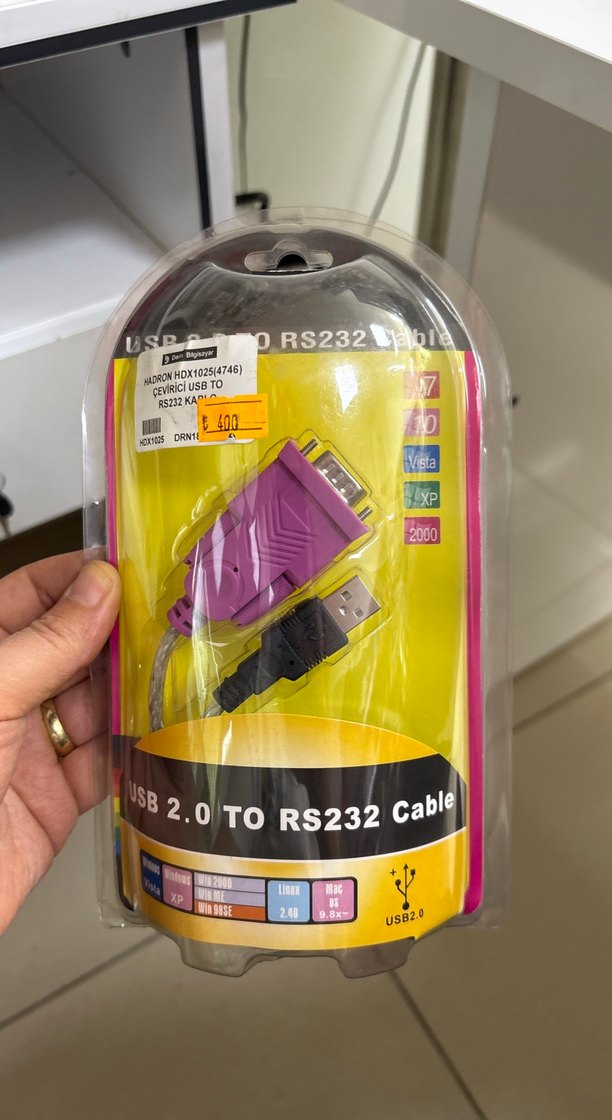 USB 2.0 TO RS232 Cable
Dem Bilgisayar
HADRON HDX1025(4746)
ÇEVİRİCİ USB TO
RS232 KABLO
₺ 400
HDX1025
7
10
Vista
XP
2000
USB 2.0 TO RS232 Cable
Windows
Vista
Windows
XP
Win 2000
Win ME
Win 98SE
Linux
2.40
Mac
OS
9.8x~
USB2.0